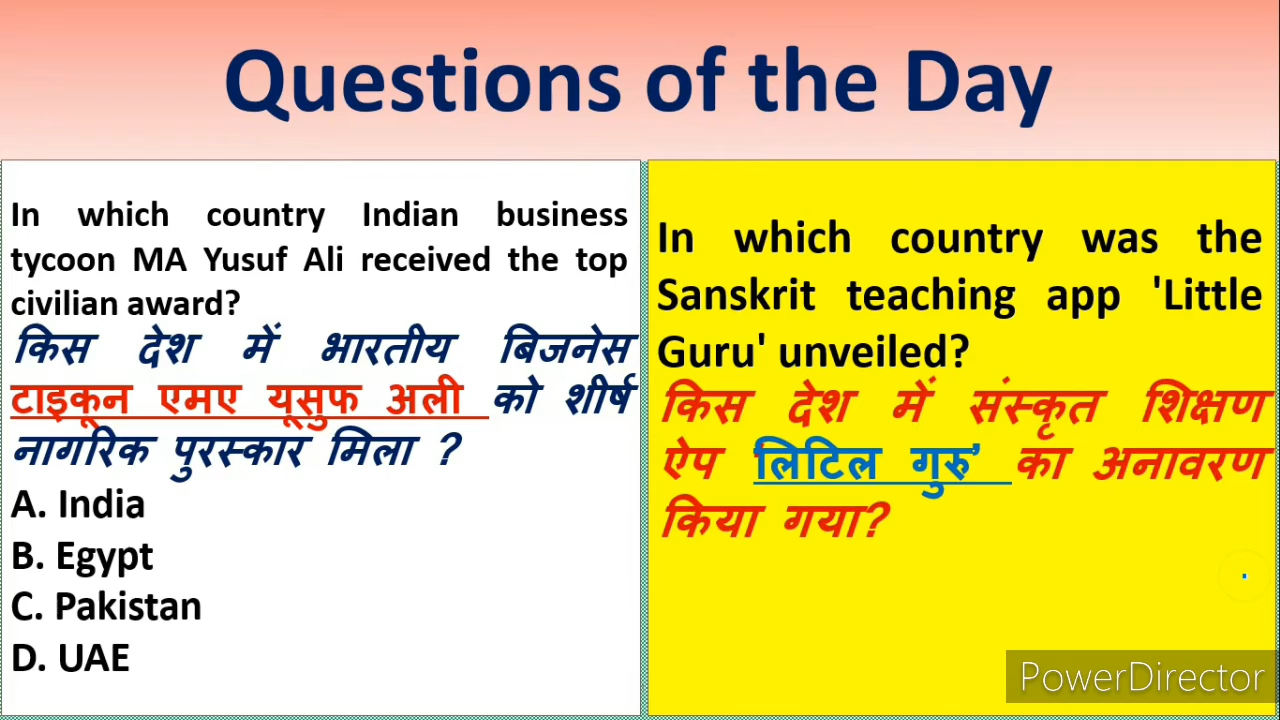 Questions of the Day
In which country Indian business
tycoon MA Yusuf Ali received the top
civilian award?
किस देश में भारतीय बिजनेस
टाइकून एमए यूसुफ अली को शीर्ष
नागरिक पुरस्कार मिला ?
A. India
B. Egypt
C. Pakistan
D. UAE
In which country was the
Sanskrit teaching app 'Little
Guru' unveiled?
किस देश में संस्कृत शिक्षण
ऐप 'लिटिल गुरु’ का अनावरण
किया गया?
PowerDirector